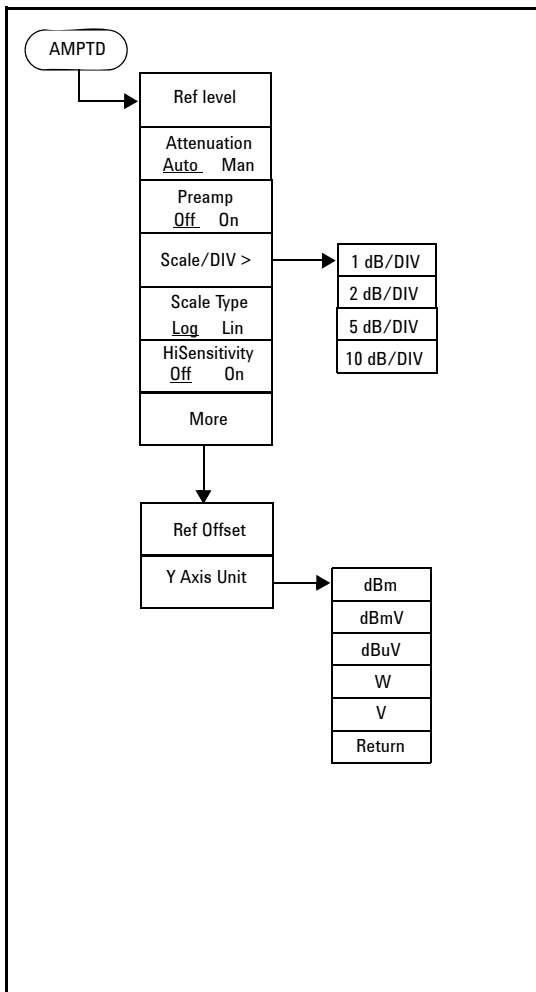 AMPTD
Ref level
Attenuation
Auto Man
Preamp
Off On
Scale/DIV >
1 dB/DIV
2 dB/DIV
5 dB/DIV
10 dB/DIV
Scale Type
Log Lin
HiSensitivity
Off On
More
Ref Offset
Y Axis Unit
dBm
dBmV
dBuV
W
V
Return